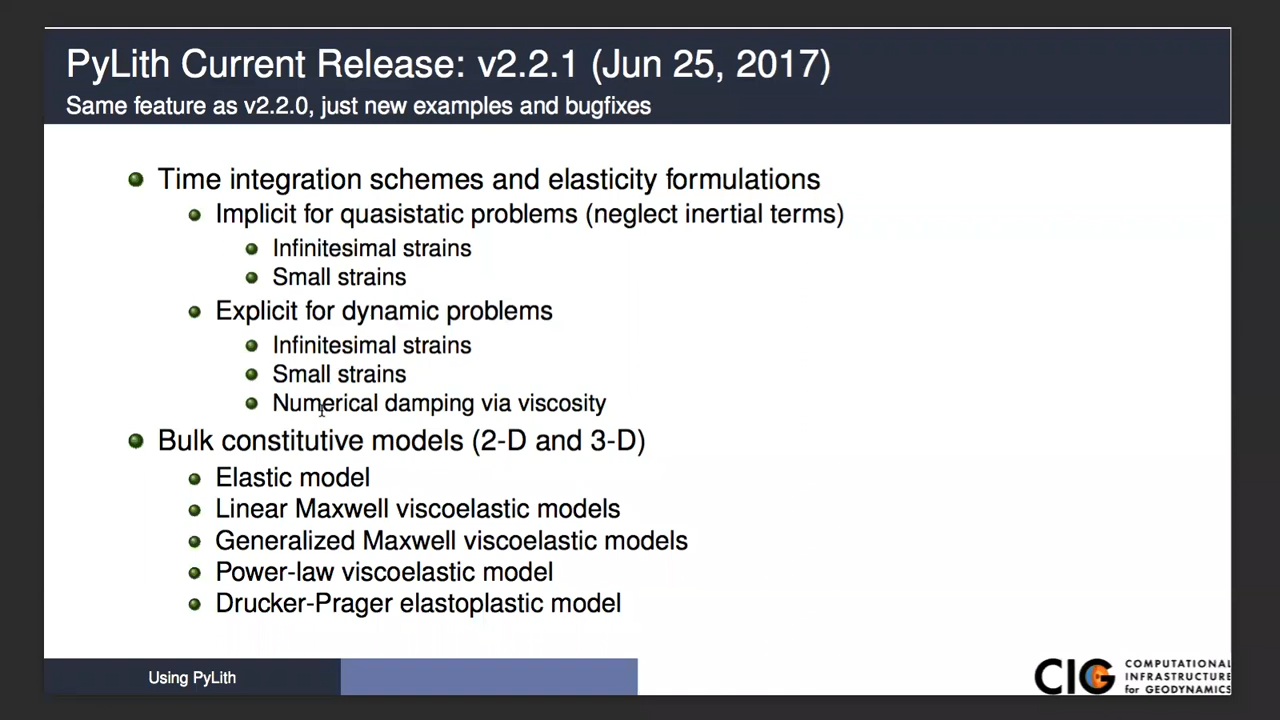 PyLith Current Release: v2.2.1 (Jun 25, 2017)
Same feature as v2.2.0, just new examples and bugfixes
Time integration schemes and elasticity formulations
Implicit for quasistatic problems (neglect inertial terms)
Infinitesimal strains
Small strains
Explicit for dynamic problems
Infinitesimal strains
Small strains
Numerical damping via viscosity
Bulk constitutive models (2-D and 3-D)
Elastic model
Linear Maxwell viscoelastic models
Generalized Maxwell viscoelastic models
Power-law viscoelastic model
Drucker-Prager elastoplastic model
Using PyLith
CIG
COMPUTATIONAL
INFRASTRUCTURE
for GEODYNAMICS